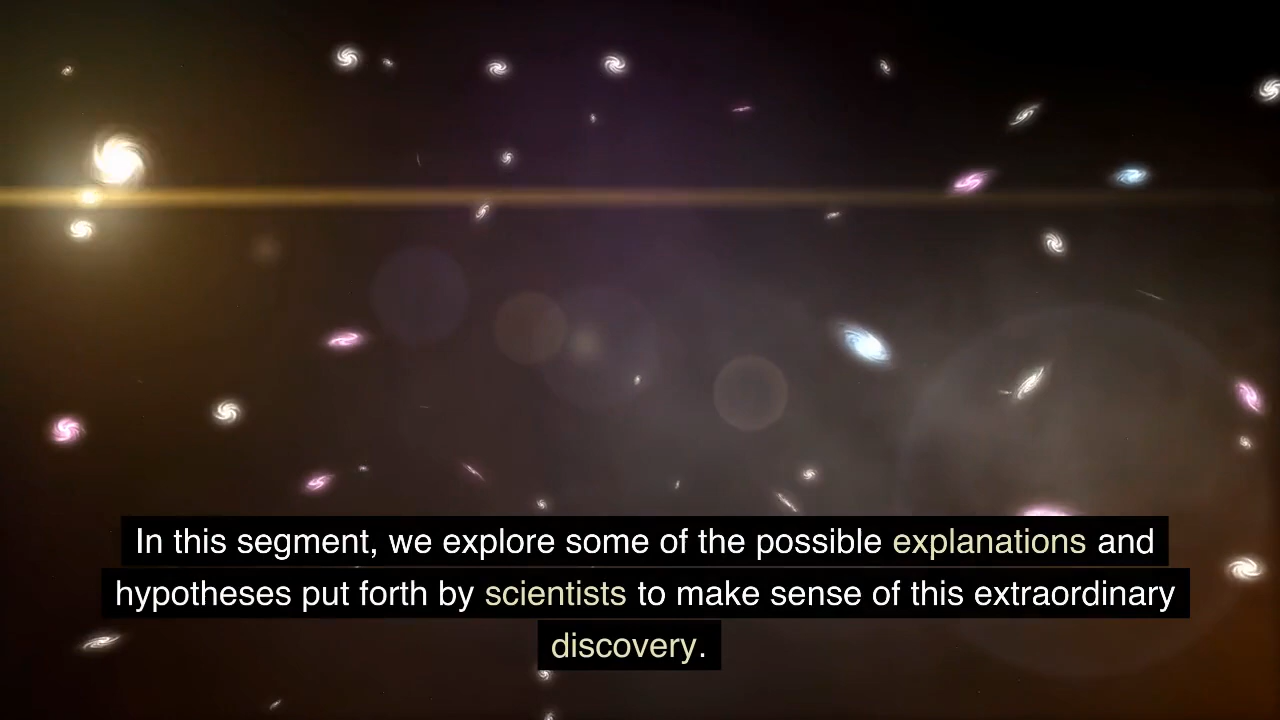 In this segment, we explore some of the possible explanations and
hypotheses put forth by scientists to make sense of this extraordinary
discovery.